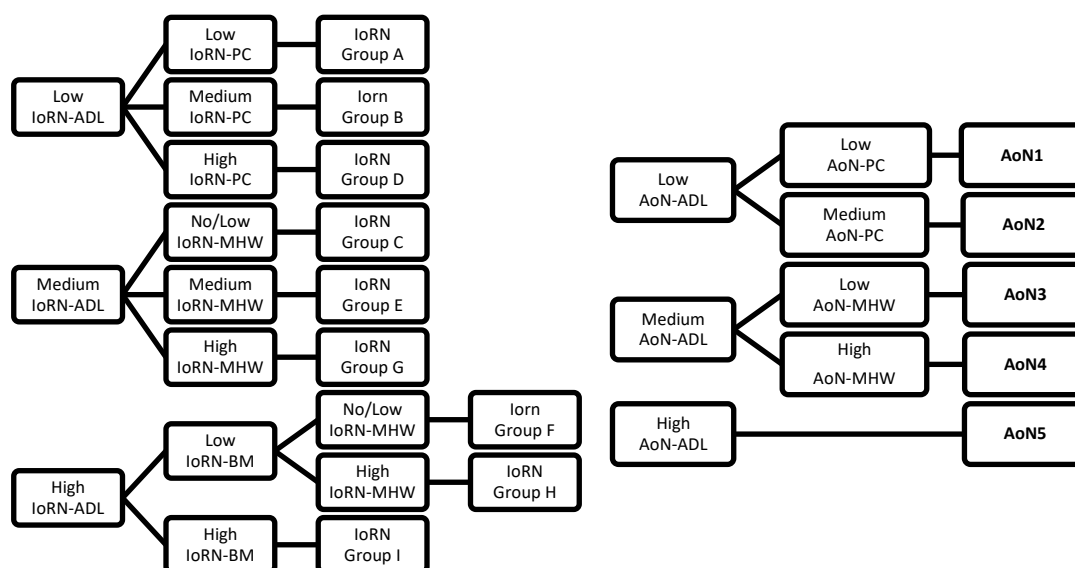 Low
IoRN-ADL
Low
IoRN-PC
IoRN
Group A
Medium
IoRN-PC
Iorn
Group B
High
IoRN-PC
IoRN
Group D
Medium
IoRN-ADL
No/Low
IoRN-MHW
IoRN
Group C
Medium
IoRN-MHW
IoRN
Group E
High
IoRN-MHW
IoRN
Group G
High
IoRN-ADL
Low
IoRN-BM
No/Low
IoRN-MHW
Iorn
Group F
High
IoRN-MHW
IoRN
Group H
High
IoRN-BM
IoRN
Group I
Low
AoN-ADL
Low
AoN-PC
AoN1
Medium
AoN-PC
AoN2
Medium
AoN-ADL
Low
AoN-MHW
AoN3
High
AoN-MHW
AoN4
High
AoN-ADL
AoN5